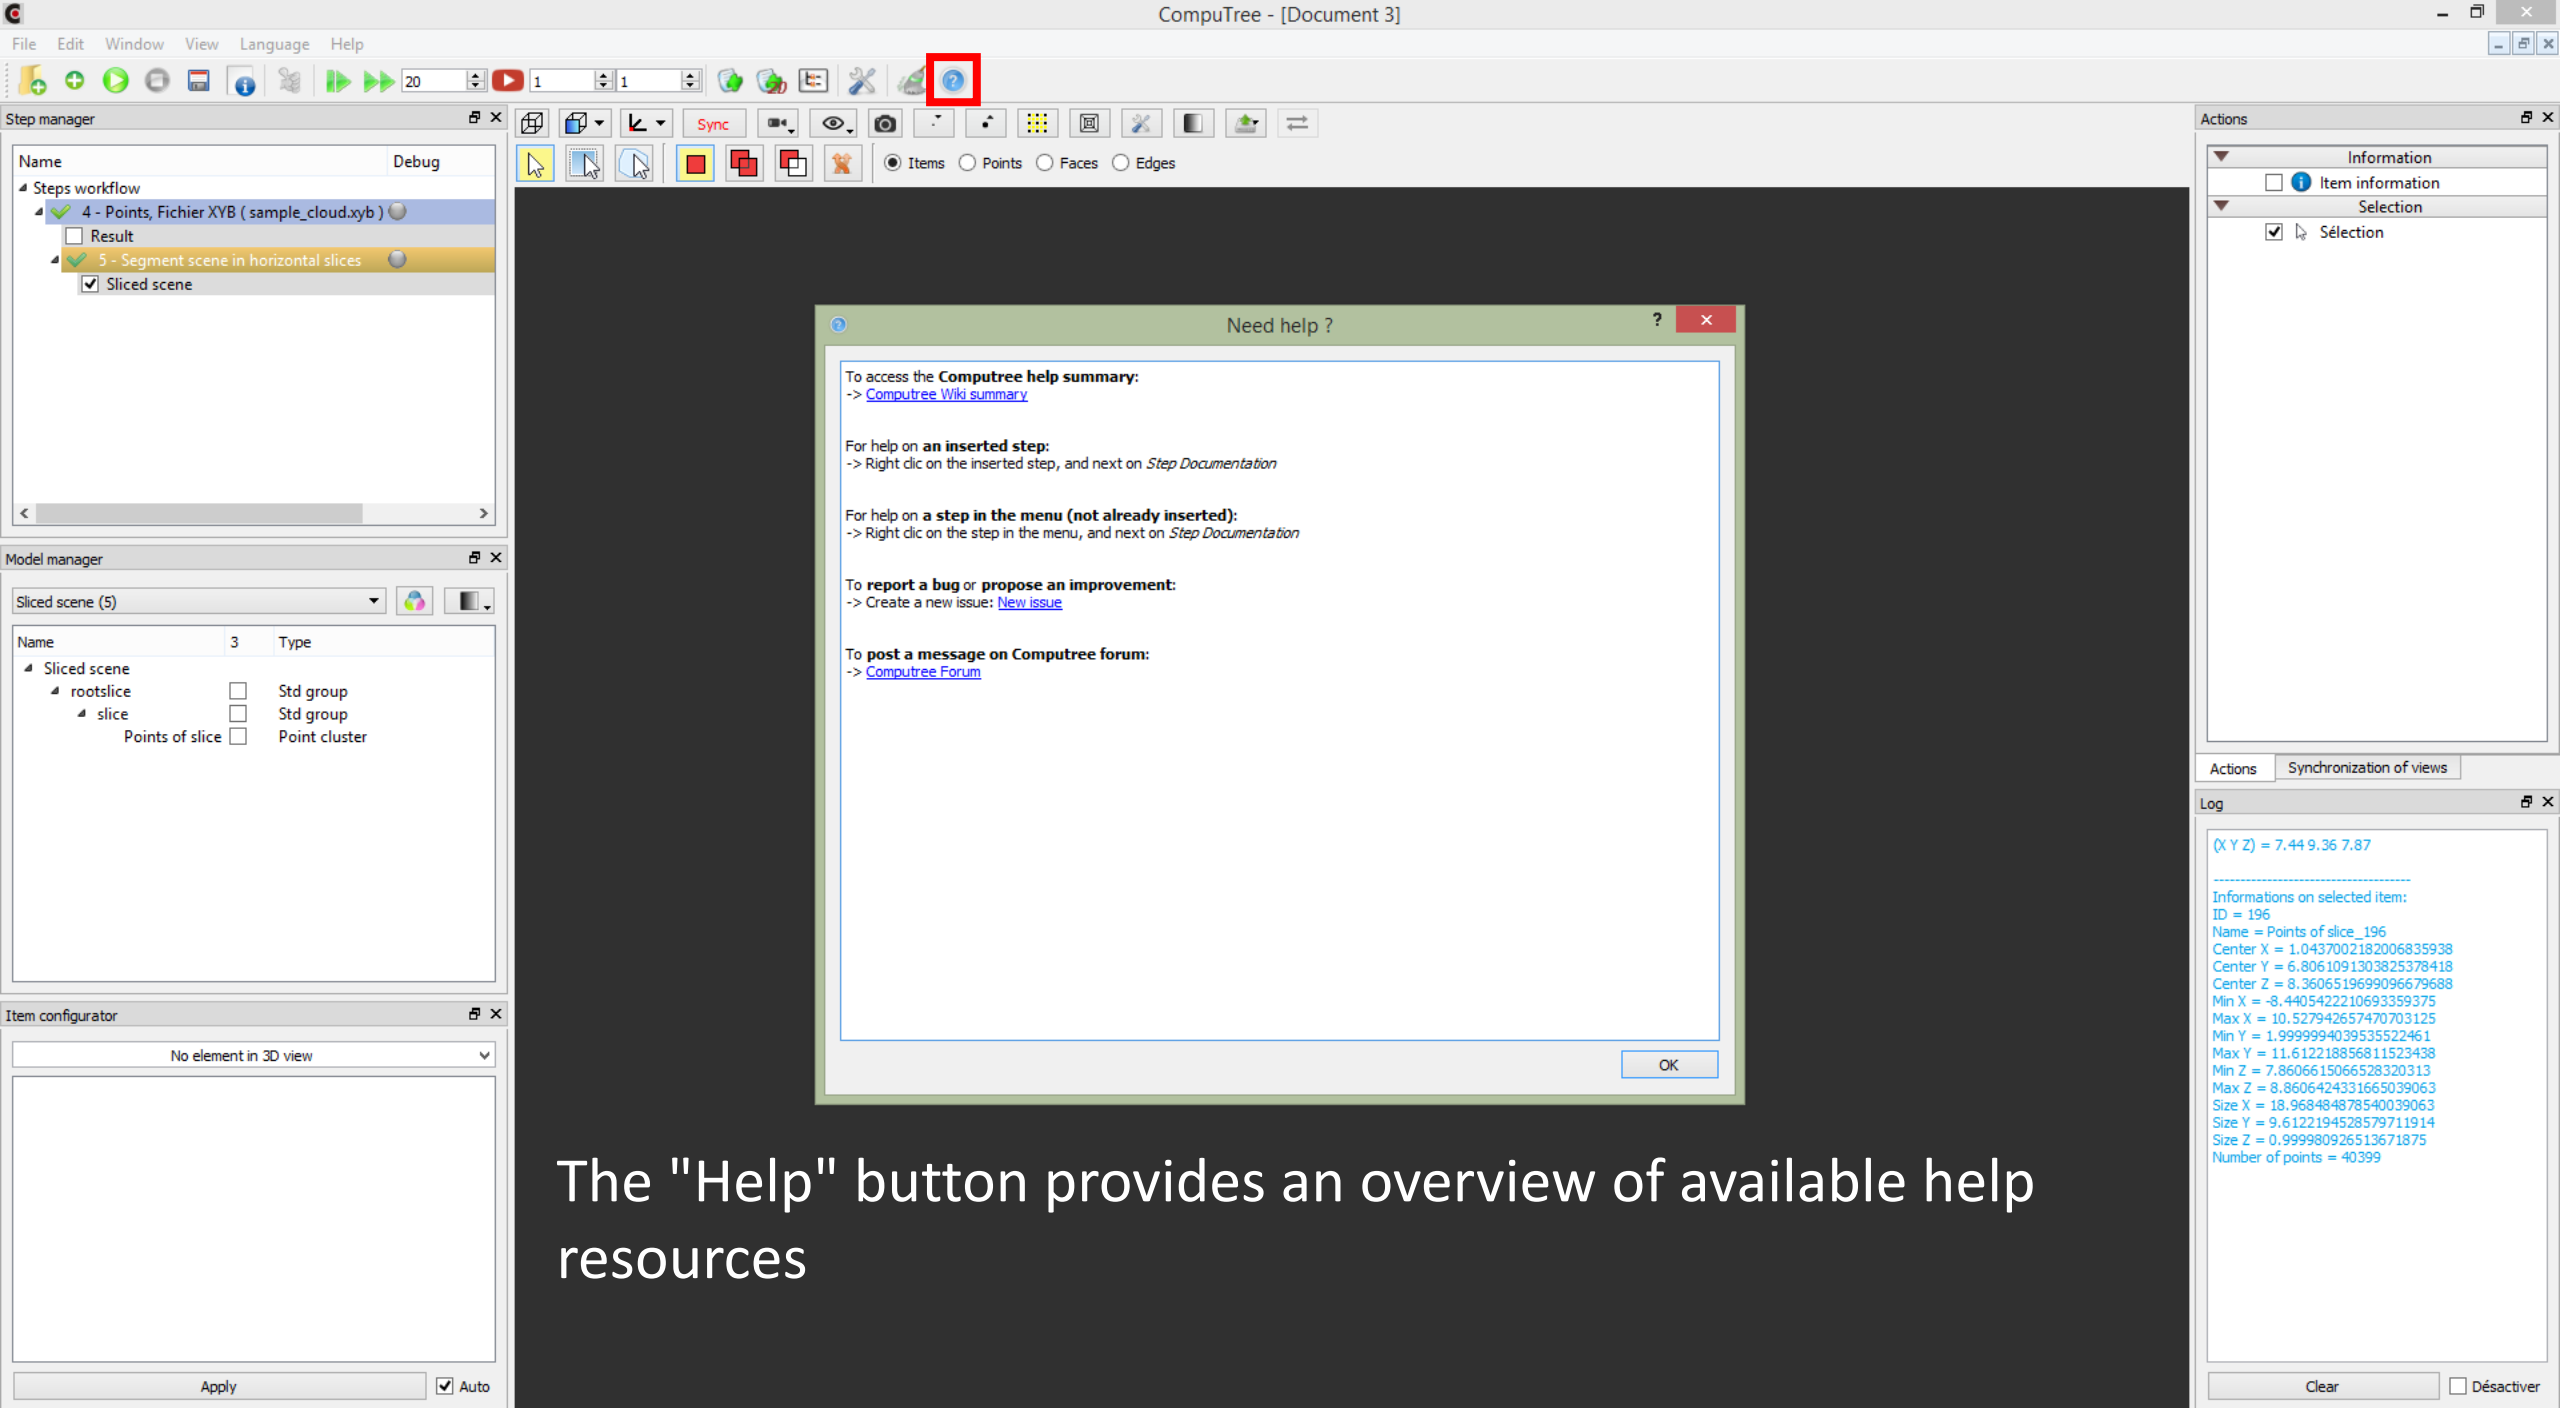 CompuTree - [Document 3]
File Edit Window View Language Help
20 1 1 2D
Step manager
Sync
Items Points Faces Edges
Name Debug
Steps workflow
4 - Points, Fichier XYB ( sample_cloud.xyb )
Result
5 - Segment scene in horizontal slices
Sliced scene
Model manager
Sliced scene (5)
Name 3 Type
Sliced scene
rootslice Std group
slice Std group
Points of slice Point cluster
Item configurator
No element in 3D view
Apply Auto
Need help ?
To access the Computree help summary:
-> Computree Wiki summary
For help on an inserted step:
-> Right clic on the inserted step, and next on Step Documentation
For help on a step in the menu (not already inserted):
-> Right clic on the step in the menu, and next on Step Documentation
To report a bug or propose an improvement:
-> Create a new issue: New issue
To post a message on Computree forum:
-> Computree Forum
OK
The "Help" button provides an overview of available help
resources
Actions
Information
Item information
Selection
Sélection
Actions Synchronization of views
Log
(X Y Z) = 7.44 9.36 7.87
-------------------------------------
Informations on selected item:
ID = 196
Name = Points of slice_196
Center X = 1.0437002182006835938
Center Y = 6.8061091303825378418
Center Z = 8.3606519699096679688
Min X = -8.4405422210693359375
Max X = 10.527942657470703125
Min Y = 1.9999994039535522461
Max Y = 11.612218856811523438
Min Z = 7.8606615066528320313
Max Z = 8.8606424331665039063
Size X = 18.968484878540039063
Size Y = 9.6122194528579711914
Size Z = 0.999980926513671875
Number of points = 40399
Clear Désactiver